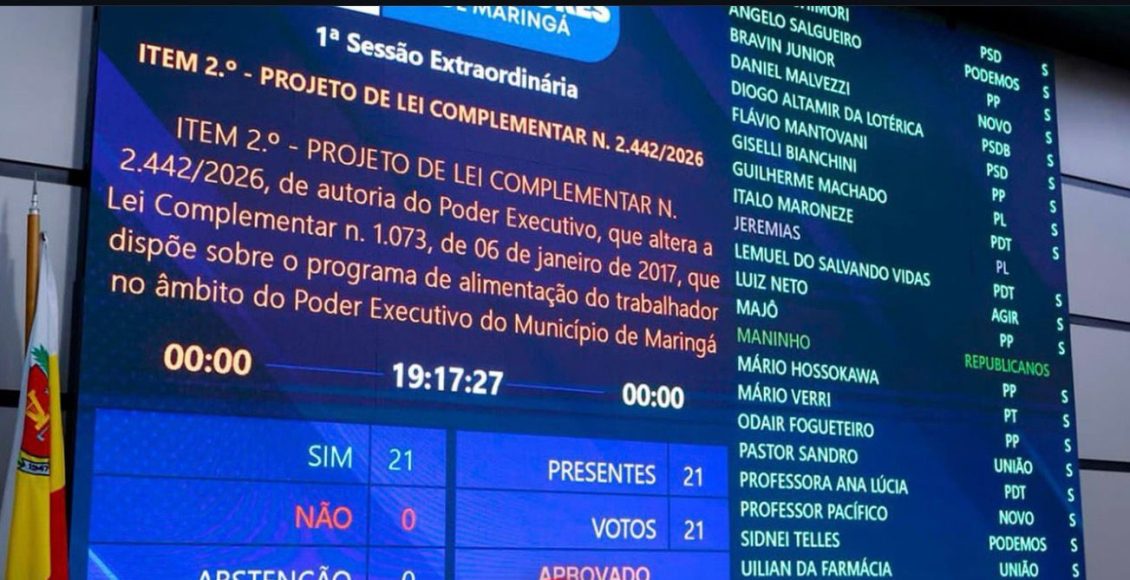 DE MARINGÁ
1ª Sessão Extraordinária
ITEM 2.º - PROJETO DE LEI COMPLEMENTAR N. 2.442/2026
ITEM 2.º - PROJETO DE LEI COMPLEMENTAR N.
2.442/2026, de autoria do Poder Executivo, que altera a
Lei Complementar n. 1.073, de 06 de janeiro de 2017, que
dispõe sobre o programa de alimentação do trabalhador
no âmbito do Poder Executivo do Município de Maringá
00:00 19:17:27 00:00
SIM 21
NÃO 0
ABSTENÇÃO 0
PRESENTES 21
VOTOS 21
APROVADO
ANGELO SALGUEIRO PODEMOS S
BRAVIN JUNIOR PP S
DANIEL MALVEZZI NOVO S
DIOGO ALTAMIR DA LOTÉRICA PSDB S
FLÁVIO MANTOVANI PSD S
GISELLI BIANCHINI PP S
GUILHERME MACHADO PL S
ITALO MARONEZE PDT S
JEREMIAS PL
LEMUEL DO SALVANDO VIDAS PDT S
LUIZ NETO AGIR S
MAJÔ PP S
MANINHO REPUBLICANOS
MÁRIO HOSSOKAWA PP S
MÁRIO VERRI PT S
ODAIR FOGUETEIRO PP S
PASTOR SANDRO UNIÃO S
PROFESSORA ANA LÚCIA PDT S
PROFESSOR PACÍFICO NOVO S
SIDNEI TELLES PODEMOS S
UILIAN DA FARMÁCIA UNIÃO S
PSD S
1947